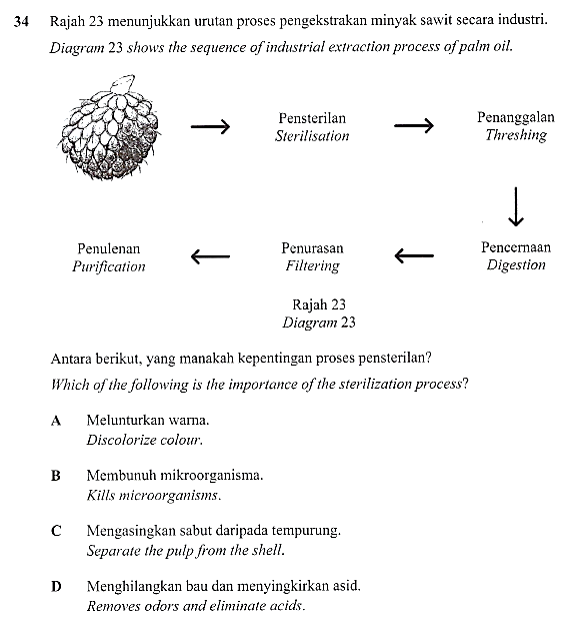 34 Rajah 23 menunjukkan urutan proses pengekstrakan minyak sawit secara industri.
Diagram 23 shows the sequence of industrial extraction process of palm oil.
Pensterilan
Sterilisation
Penanggalan
Threshing
Pencernaan
Digestion
Penurasan
Filtering
Penulenan
Purification
Rajah 23
Diagram 23
Antara berikut, yang manakah kepentingan proses pensterilan?
Which of the following is the importance of the sterilization process?
A Melunturkan warna.
Discolorize colour.
B Membunuh mikroorganisma.
Kills microorganisms.
C Mengasingkan sabut daripada tempurung.
Separate the pulp from the shell.
D Menghilangkan bau dan menyingkirkan asid.
Removes odors and eliminate acids.